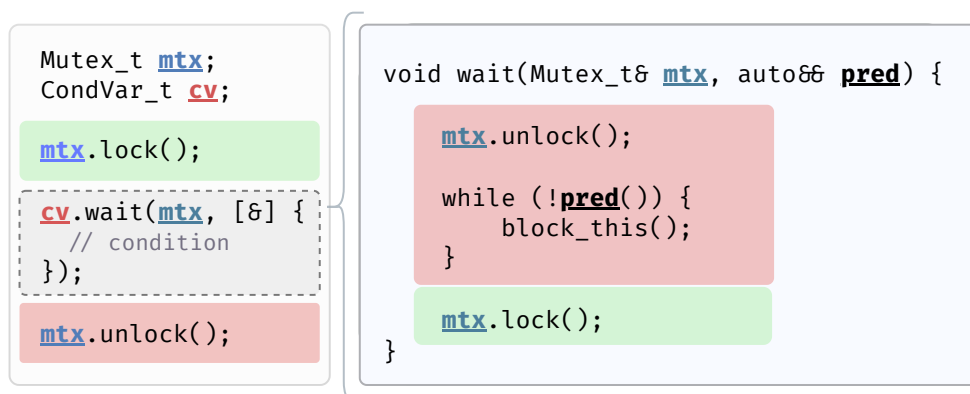 Mutex_t mtx;
CondVar_t cv;
mtx.lock();
cv.wait(mtx, [&] {
// condition
});
mtx.unlock();
void wait(Mutex_t& mtx, auto&& pred) {
mtx.unlock();
while (!pred()) {
block_this();
}
mtx.lock();
}